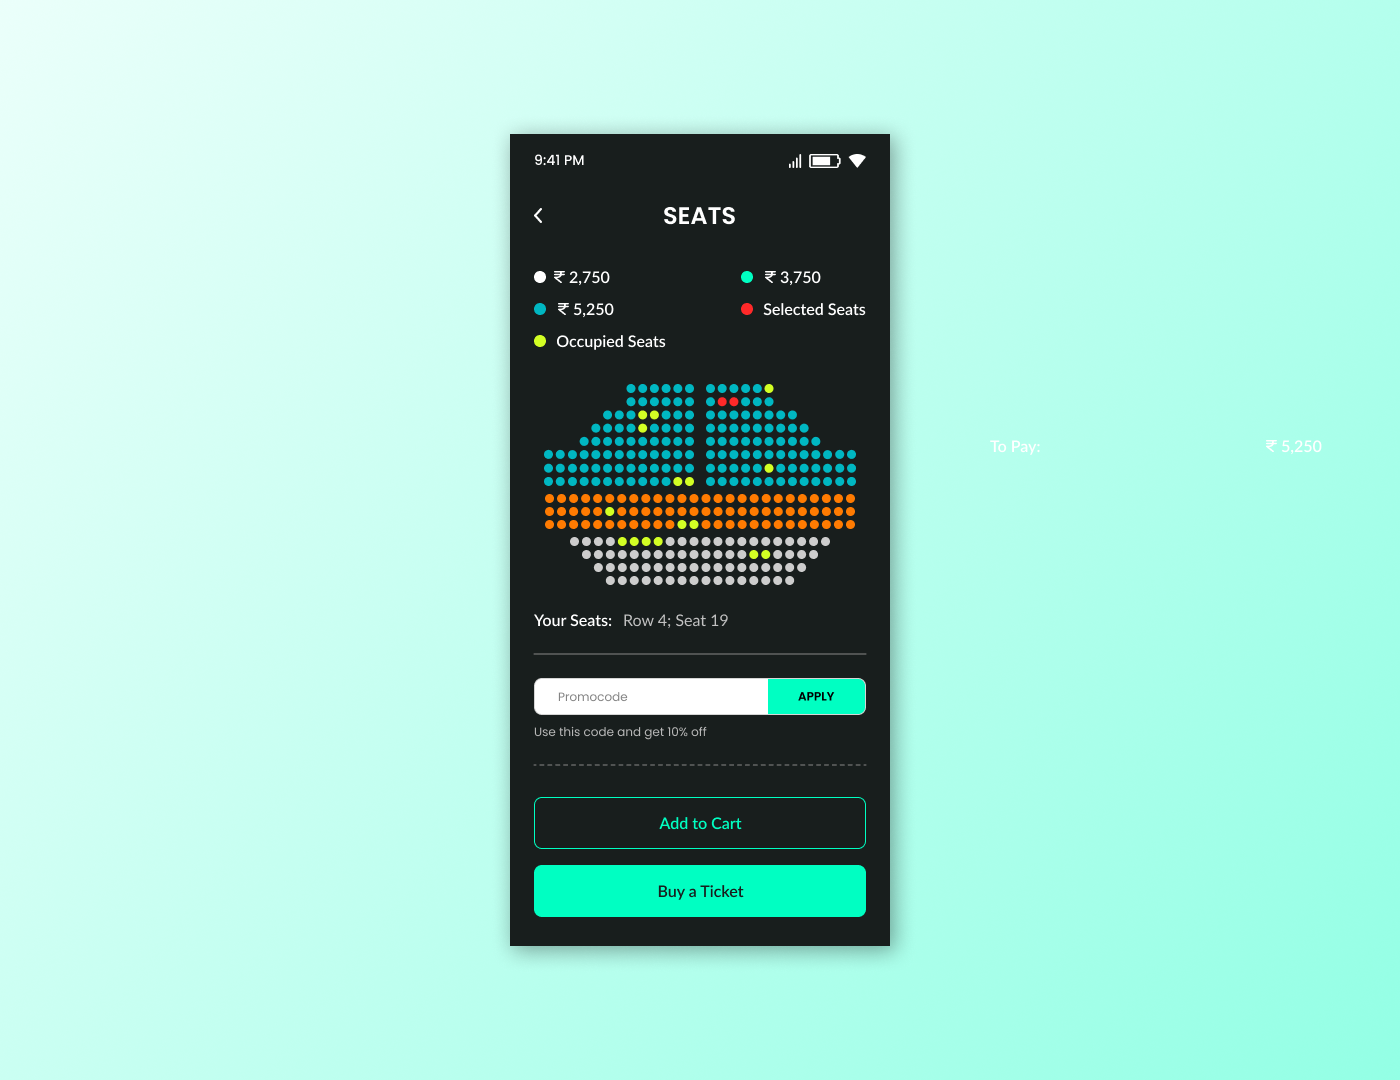 9:41 PM
SEATS
₹ 2,750
₹ 3,750
₹ 5,250
Selected Seats
Occupied Seats
To Pay:
₹ 5,250
Your Seats: Row 4; Seat 19
Promocode
APPLY
Use this code and get 10% off
Add to Cart
Buy a Ticket